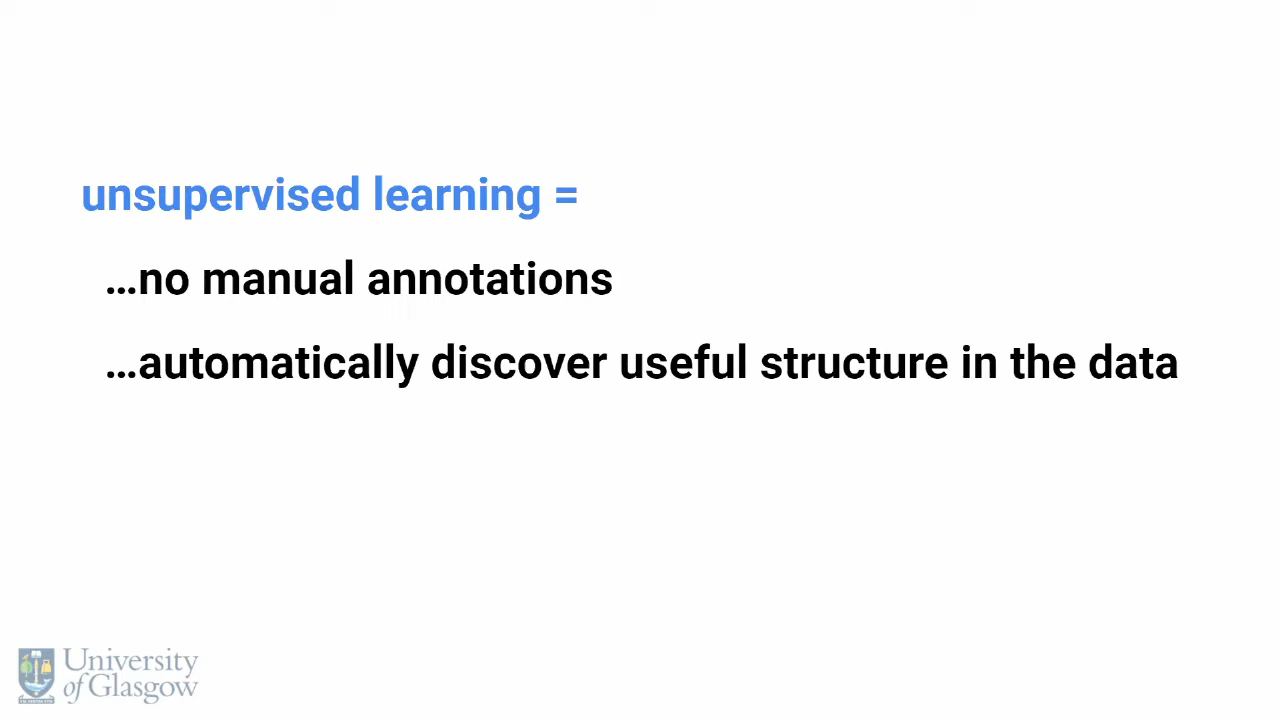 unsupervised learning =
…no manual annotations
…automatically discover useful structure in the data
University
of Glasgow